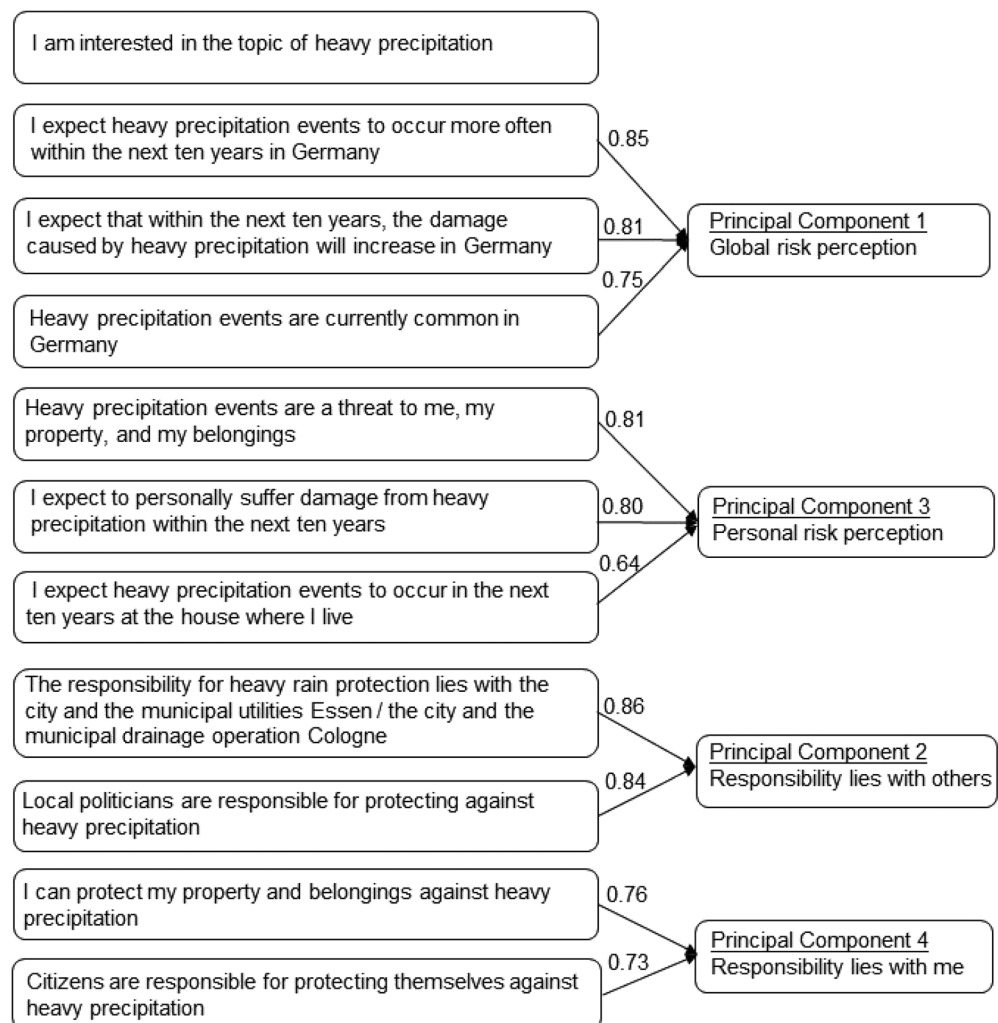 I am interested in the topic of heavy precipitation
I expect heavy precipitation events to occur more often
within the next ten years in Germany
0.85
I expect that within the next ten years, the damage
caused by heavy precipitation will increase in Germany
0.81
Heavy precipitation events are currently common in
Germany
0.75
Principal Component 1
Global risk perception
Heavy precipitation events are a threat to me, my
property, and my belongings
0.81
I expect to personally suffer damage from heavy
precipitation within the next ten years
0.80
I expect heavy precipitation events to occur in the next
ten years at the house where I live
0.64
Principal Component 3
Personal risk perception
The responsibility for heavy rain protection lies with the
city and the municipal utilities Essen / the city and the
municipal drainage operation Cologne
0.86
Local politicians are responsible for protecting against
heavy precipitation
0.84
Principal Component 2
Responsibility lies with others
I can protect my property and belongings against heavy
precipitation
0.76
Citizens are responsible for protecting themselves against
heavy precipitation
0.73
Principal Component 4
Responsibility lies with me